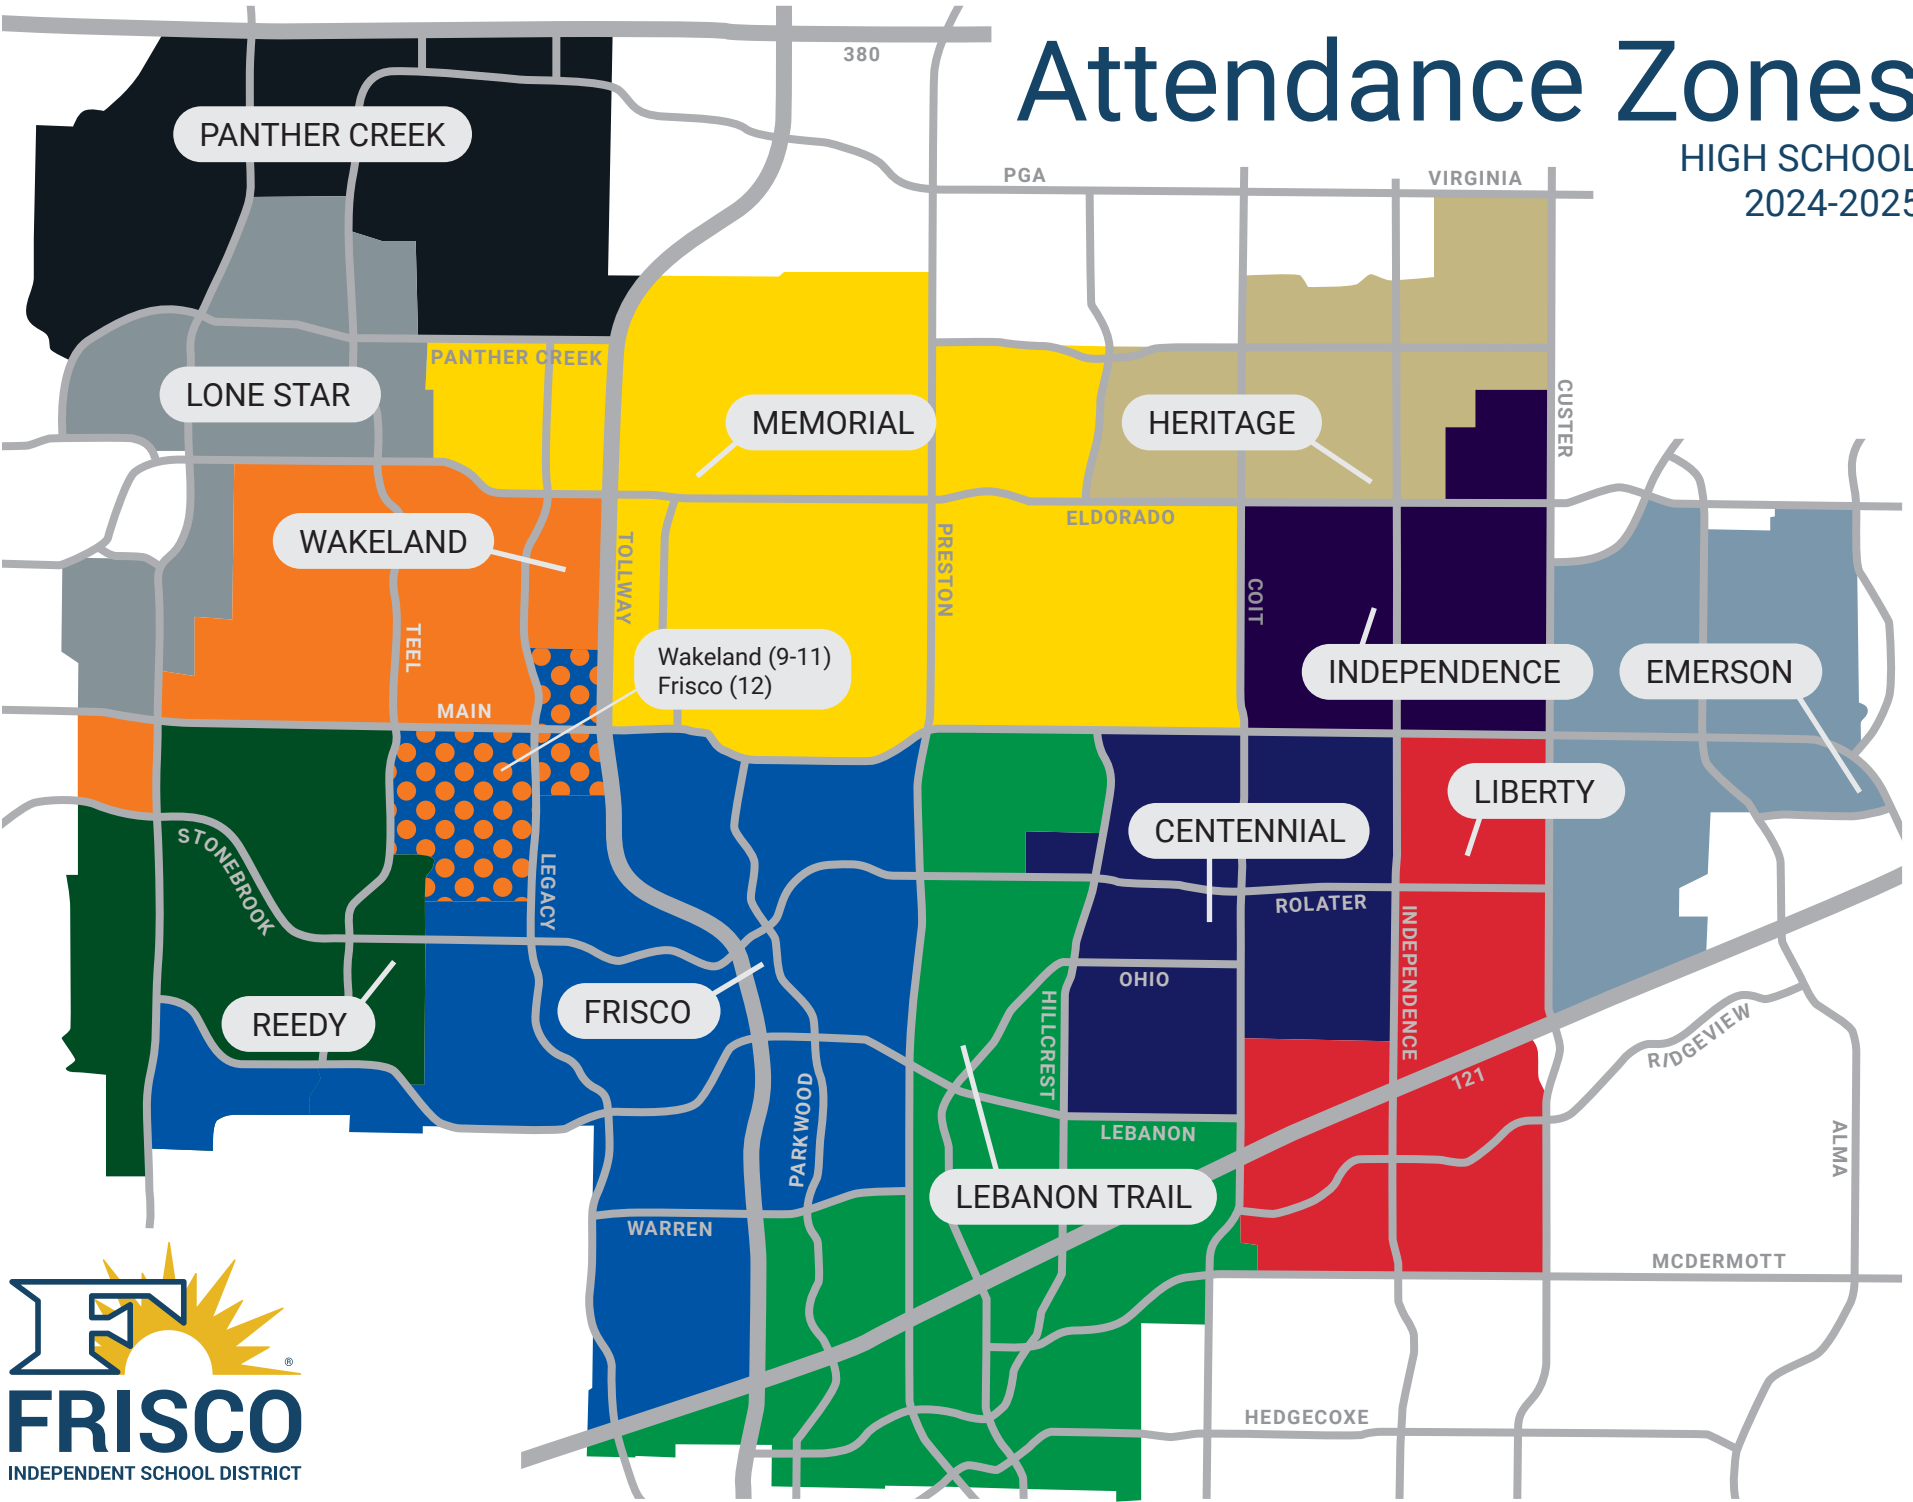 Attendance Zones
HIGH SCHOOL
2024-2025
380
PANTHER CREEK
PGA
VIRGINIA
PANTHER CREEK
LONE STAR
MEMORIAL
HERITAGE
CUSTER
WAKELAND
ELDORADO
TOLLWAY
PRESTON
COIT
TEEL
Wakeland (9-11)
Frisco (12)
INDEPENDENCE
EMERSON
MAIN
LIBERTY
CENTENNIAL
STONEBROOK
LEGACY
ROLATER
INDEPENDENCE
OHIO
REEDY
FRISCO
HILLCREST
R/DGEVIEW
121
PARKWOOD
LEBANON
ALMA
LEBANON TRAIL
WARREN
MCDERMOTT
HEDGECOXE
F
®
FRISCO
INDEPENDENT SCHOOL DISTRICT